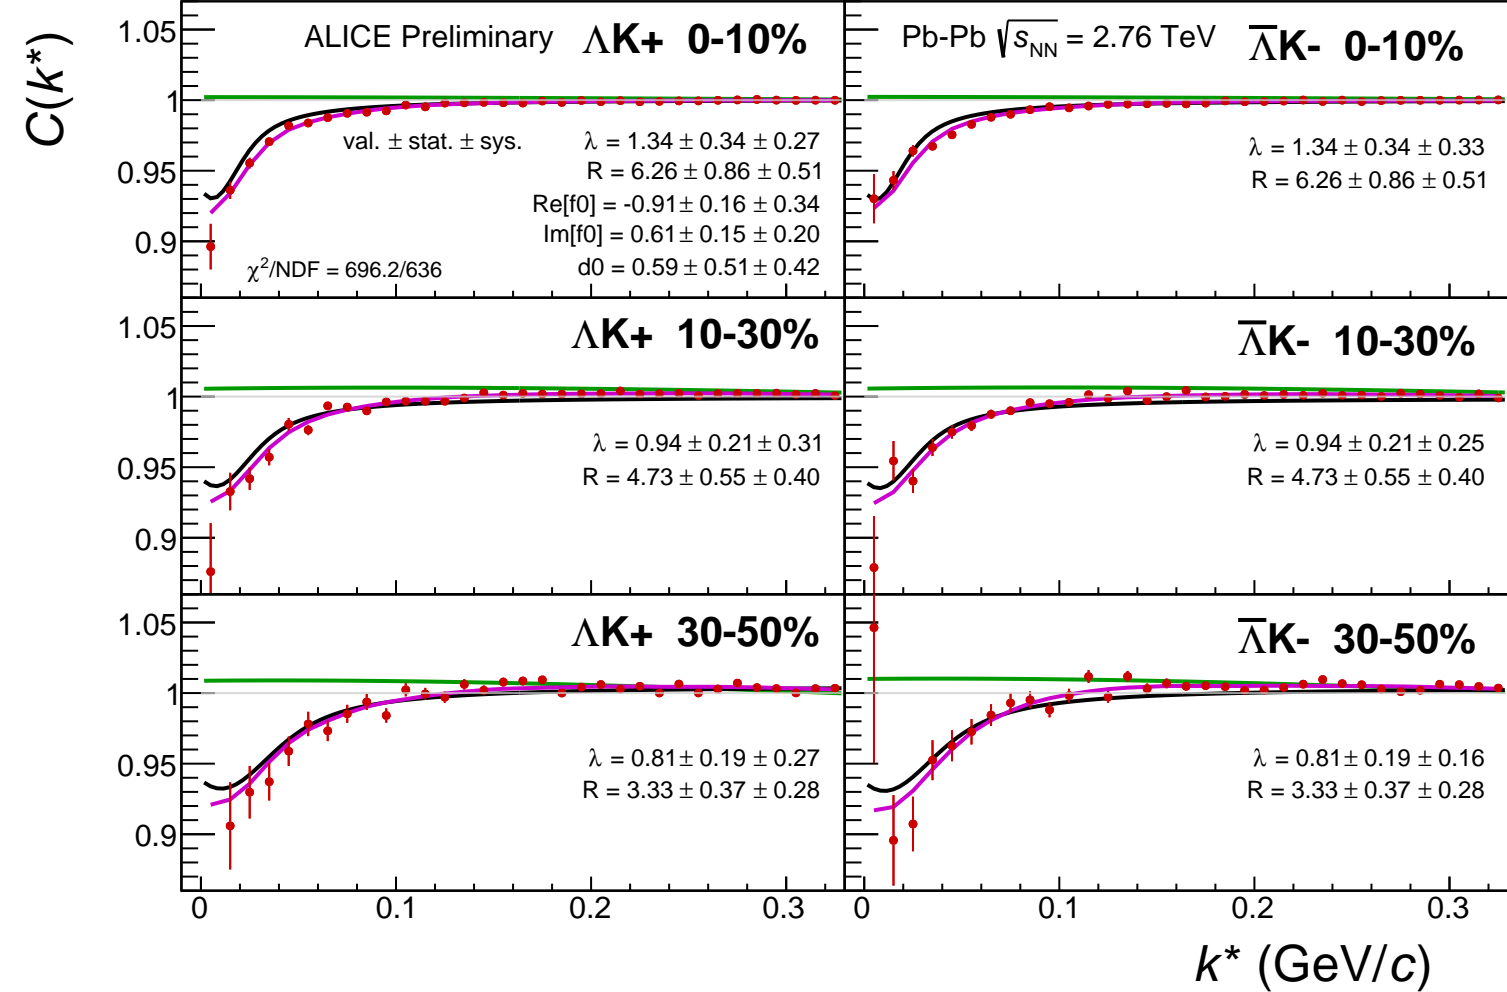 C(k*)
ALICE Preliminary ΛK+ 0-10%
val. ± stat. ± sys.
λ = 1.34 ± 0.34 ± 0.27
R = 6.26 ± 0.86 ± 0.51
Re[f0] = -0.91 ± 0.16 ± 0.34
Im[f0] = 0.61 ± 0.15 ± 0.20
d0 = 0.59 ± 0.51 ± 0.42
χ²/NDF = 696.2/636
1.05
1
0.95
0.9
Pb-Pb √s_NN = 2.76 TeV Λ̅K- 0-10%
λ = 1.34 ± 0.34 ± 0.33
R = 6.26 ± 0.86 ± 0.51
ΛK+ 10-30%
λ = 0.94 ± 0.21 ± 0.31
R = 4.73 ± 0.55 ± 0.40
1.05
1
0.95
0.9
Λ̅K- 10-30%
λ = 0.94 ± 0.21 ± 0.25
R = 4.73 ± 0.55 ± 0.40
ΛK+ 30-50%
λ = 0.81 ± 0.19 ± 0.27
R = 3.33 ± 0.37 ± 0.28
1.05
1
0.95
0.9
Λ̅K- 30-50%
λ = 0.81 ± 0.19 ± 0.16
R = 3.33 ± 0.37 ± 0.28
0 0.1 0.2 0.3 0 0.1 0.2 0.3
k* (GeV/c)